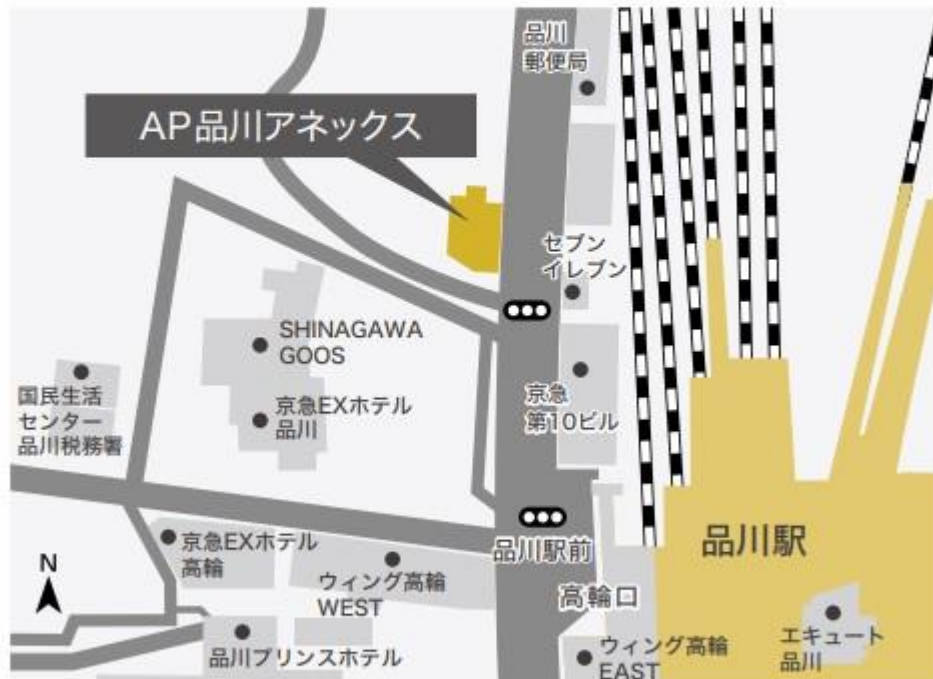 品川
郵便局
AP品川アネックス
セブン
イレブン
SHINAGAWA
GOOS
京急EXホテル
品川
国民生活
センター
品川税務署
京急
第10ビル
品川駅前
品川駅
京急EXホテル
高輪
ウィング高輪
WEST
高輪口
N
品川プリンスホテル
ウィング高輪
EAST
エキュート
品川